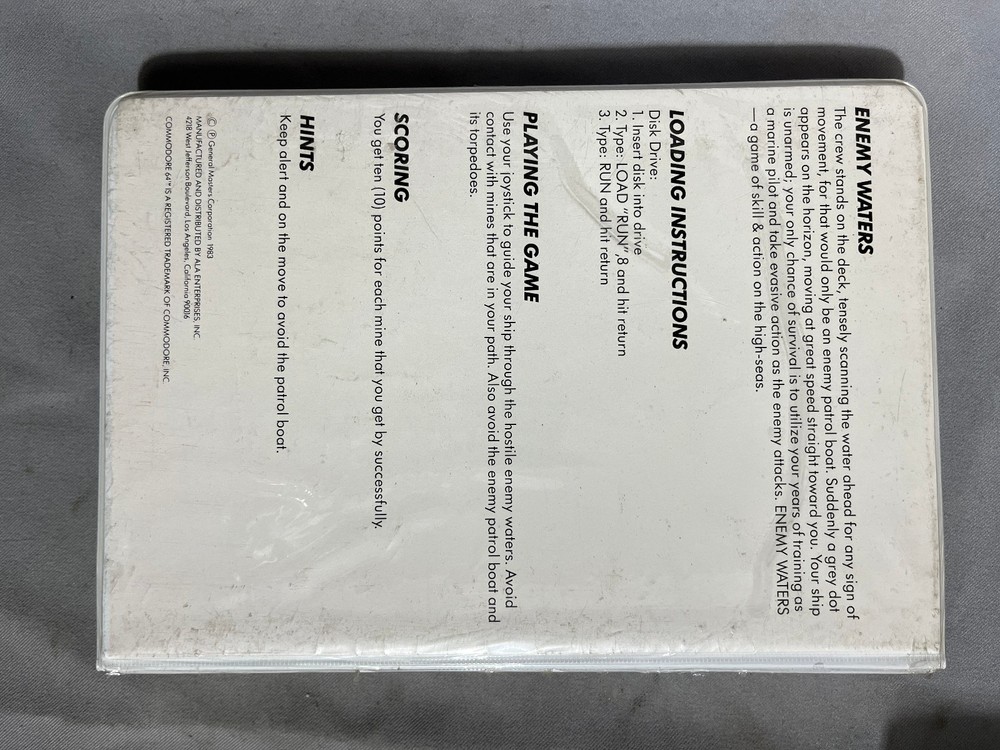 ENEMY WATERS
The crew stands on the deck, tensely scanning the water ahead for any sign of
movement, for that would only be an enemy patrol boat. Suddenly a grey dot
appears on the horizon, moving at great speed straight toward you. Your ship
is unarmed; your only chance of survival is to utilize your years of training as
a marine pilot and take evasive action as the enemy attacks. ENEMY WATERS
—a game of skill & action on the high-seas.
LOADING INSTRUCTIONS
Disk Drive:
1. Insert disk into drive
2. Type: LOAD "RUN",8 and hit return
3. Type: RUN and hit return
PLAYING THE GAME
Use your joystick to guide your ship through the hostile enemy waters. Avoid
contact with mines that are in your path. Also avoid the enemy patrol boat and
its torpedoes.
SCORING
You get ten (10) points for each mine that you get by successfully.
HINTS
Keep alert and on the move to avoid the patrol boat.
© ℗ General Masters Corporation 1983
MANUFACTURED AND DISTRIBUTED BY ALA ENTERPRISES, INC.
4218 West Jefferson Boulevard, Los Angeles, California 90016
COMMODORE 64™ IS A REGISTERED TRADEMARK OF COMMODORE, INC.